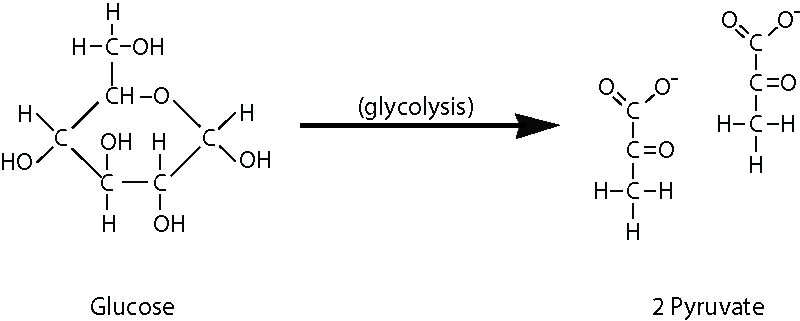 H
H–C–OH
CH–O
H H
C OH H C
HO OH
C–C
H OH
(glycolysis)
O O⁻
C
C=O
H–C–H
H
O O⁻
C
C=O
H–C–H
H
Glucose
2 Pyruvate